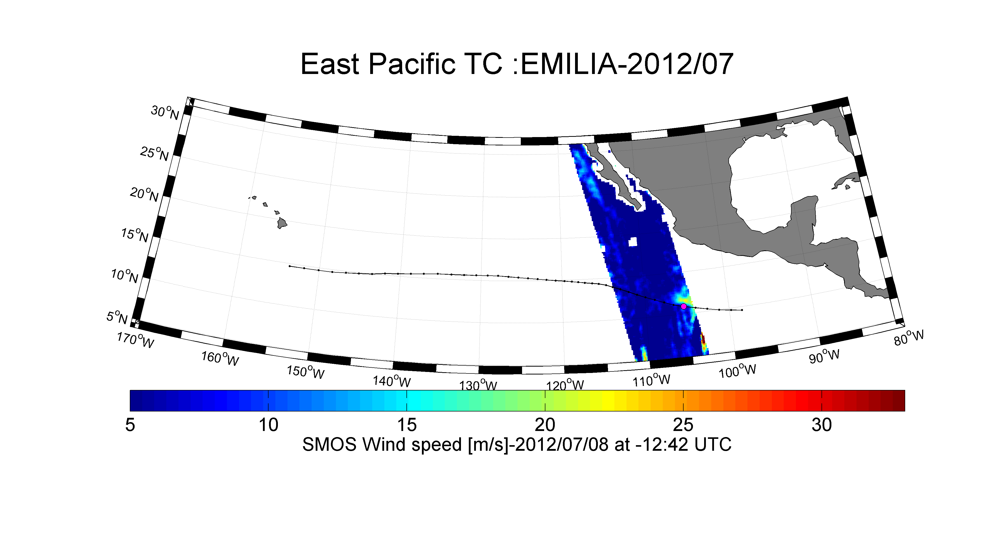 East Pacific TC :EMILIA-2012/07
30°N
25°N
20°N
15°N
10°N
5°N
170°W
160°W
150°W
140°W
130°W
120°W
110°W
100°W
90°W
80°W
5 10 15 20 25 30
SMOS Wind speed [m/s]-2012/07/08 at -12:42 UTC